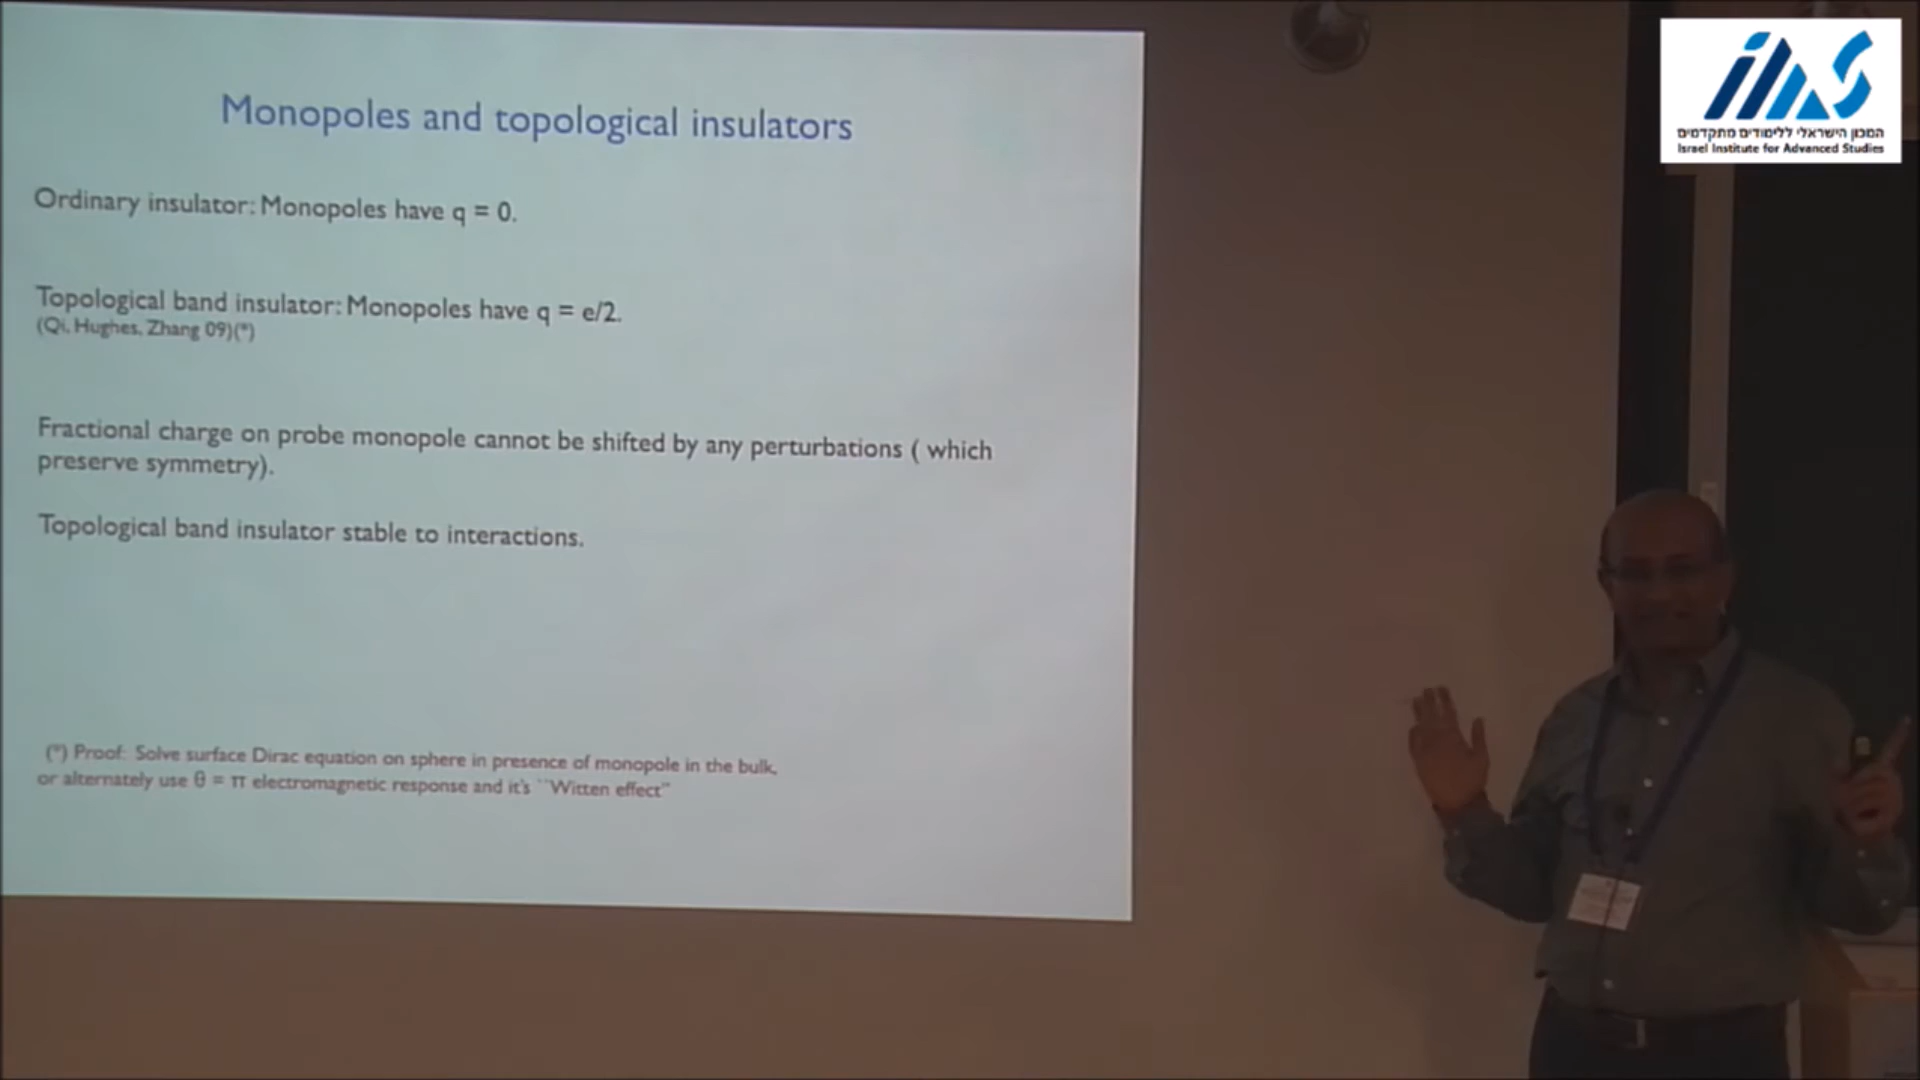 Monopoles and topological insulators
Ordinary insulator: Monopoles have q = 0.
Topological band insulator: Monopoles have q = e/2.
(Qi, Hughes, Zhang 09)(*)
Fractional charge on probe monopole cannot be shifted by any perturbations ( which
preserve symmetry).
Topological band insulator stable to interactions.
(*) Proof: Solve surface Dirac equation on sphere in presence of monopole in the bulk,
or alternately use θ = π electromagnetic response and it's ``Witten effect"
המכון הישראלי ללימודים מתקדמים
Israel Institute for Advanced Studies